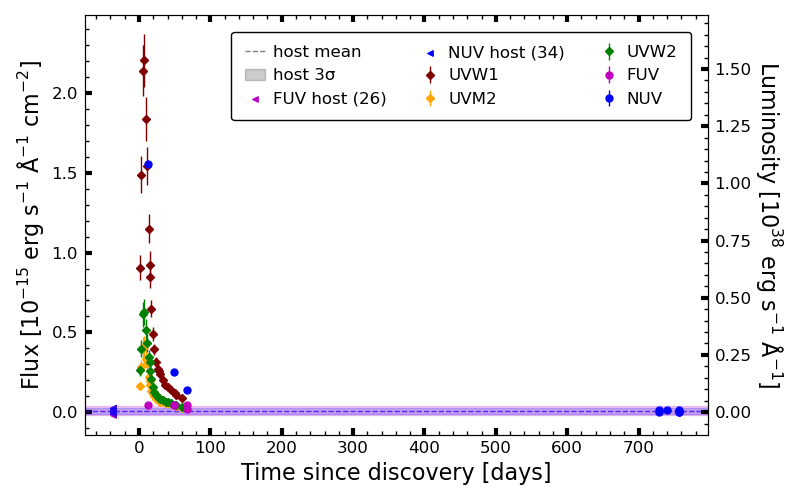 host mean
host 3σ
FUV host (26)
NUV host (34)
UVW1
UVM2
UVW2
FUV
NUV
Flux [10⁻¹⁵ erg s⁻¹ Å⁻¹ cm⁻²]
2.0
1.5
1.0
0.5
0.0
Luminosity [10³⁸ erg s⁻¹ Å⁻¹]
1.50
1.25
1.00
0.75
0.50
0.25
0.00
0 100 200 300 400 500 600 700
Time since discovery [days]